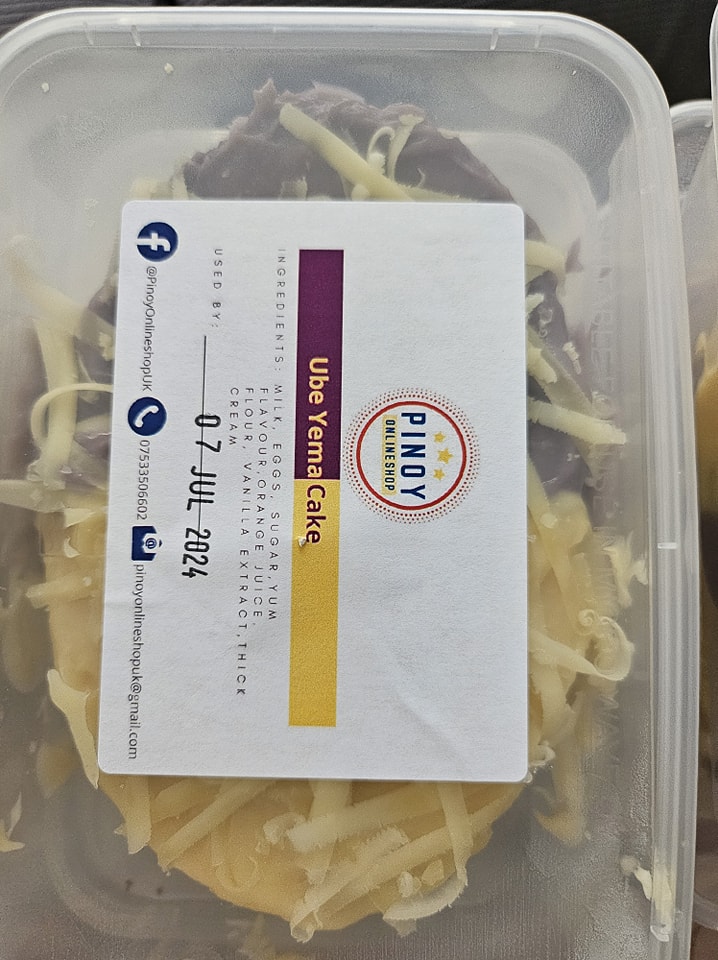 PINOY
ONLINESHOP
Ube Yema Cake
INGREDIENTS: MILK, EGGS, SUGAR, YUM
FLAVOUR, ORANGE JUICE,
FLOUR, VANILLA EXTRACT, THICK
CREAM
USED BY: 07 JUL 2024
@PinoyOnlineshopUK 07533506602 pinoyonlineshopuk@gmail.com